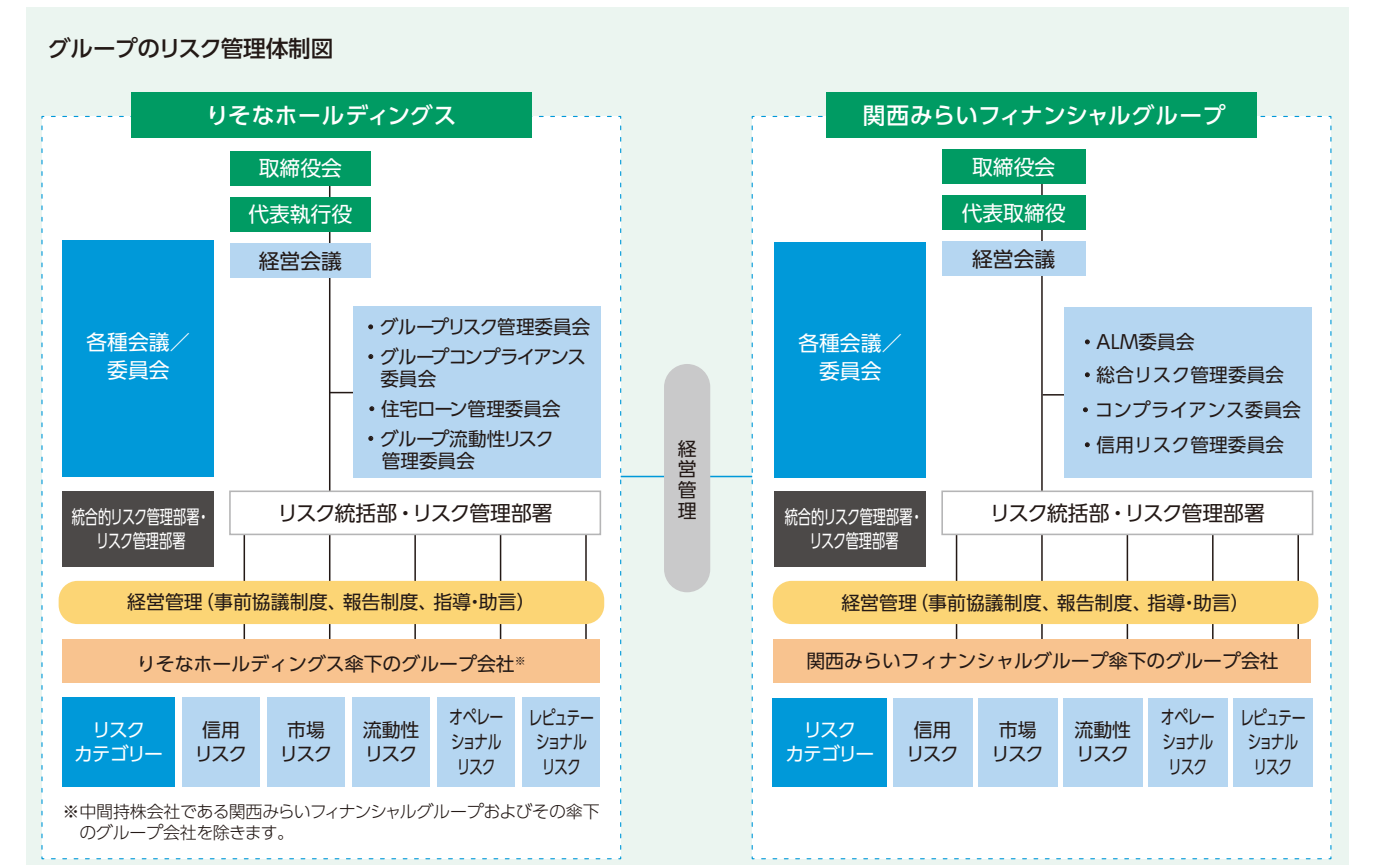 グループのリスク管理体制図
りそなホールディングス
取締役会
代表執行役
経営会議
各種会議／
委員会
・グループリスク管理委員会
・グループコンプライアンス
委員会
・住宅ローン管理委員会
・グループ流動性リスク
管理委員会
統合的リスク管理部署・
リスク管理部署
リスク統括部・リスク管理部署
経営管理（事前協議制度、報告制度、指導・助言）
りそなホールディングス傘下のグループ会社※
リスク
カテゴリー
信用
リスク
市場
リスク
流動性
リスク
オペレー
ショナル
リスク
レピュテー
ショナル
リスク
※中間持株会社である関西みらいフィナンシャルグループおよびその傘下
のグループ会社を除きます。
経営管理
関西みらいフィナンシャルグループ
取締役会
代表取締役
経営会議
各種会議／
委員会
・ALM委員会
・総合リスク管理委員会
・コンプライアンス委員会
・信用リスク管理委員会
統合的リスク管理部署・
リスク管理部署
リスク統括部・リスク管理部署
経営管理（事前協議制度、報告制度、指導・助言）
関西みらいフィナンシャルグループ傘下のグループ会社
リスク
カテゴリー
信用
リスク
市場
リスク
流動性
リスク
オペレー
ショナル
リスク
レピュテー
ショナル
リスク